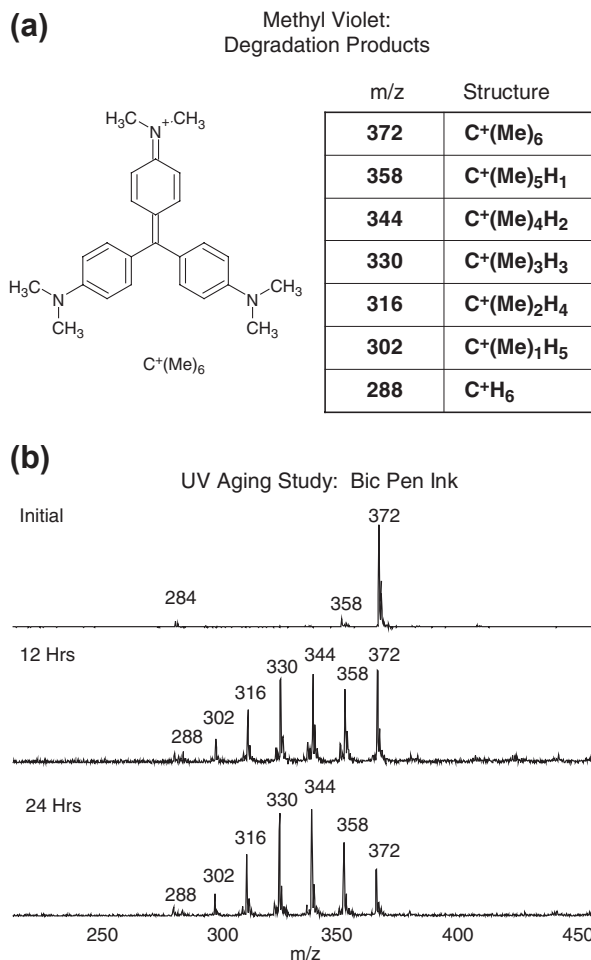 (a)
Methyl Violet:
Degradation Products
H₃C CH₃
N⁺
H₃C N CH₃
N CH₃
CH₃
C⁺(Me)₆
m/z Structure
372 C⁺(Me)₆
358 C⁺(Me)₅H₁
344 C⁺(Me)₄H₂
330 C⁺(Me)₃H₃
316 C⁺(Me)₂H₄
302 C⁺(Me)₁H₅
288 C⁺H₆
(b)
UV Aging Study: Bic Pen Ink
Initial
284 358 372
12 Hrs
288 302 316 330 344 358 372
24 Hrs
288 302 316 330 344 358 372
250 300 350 400 450
m/z